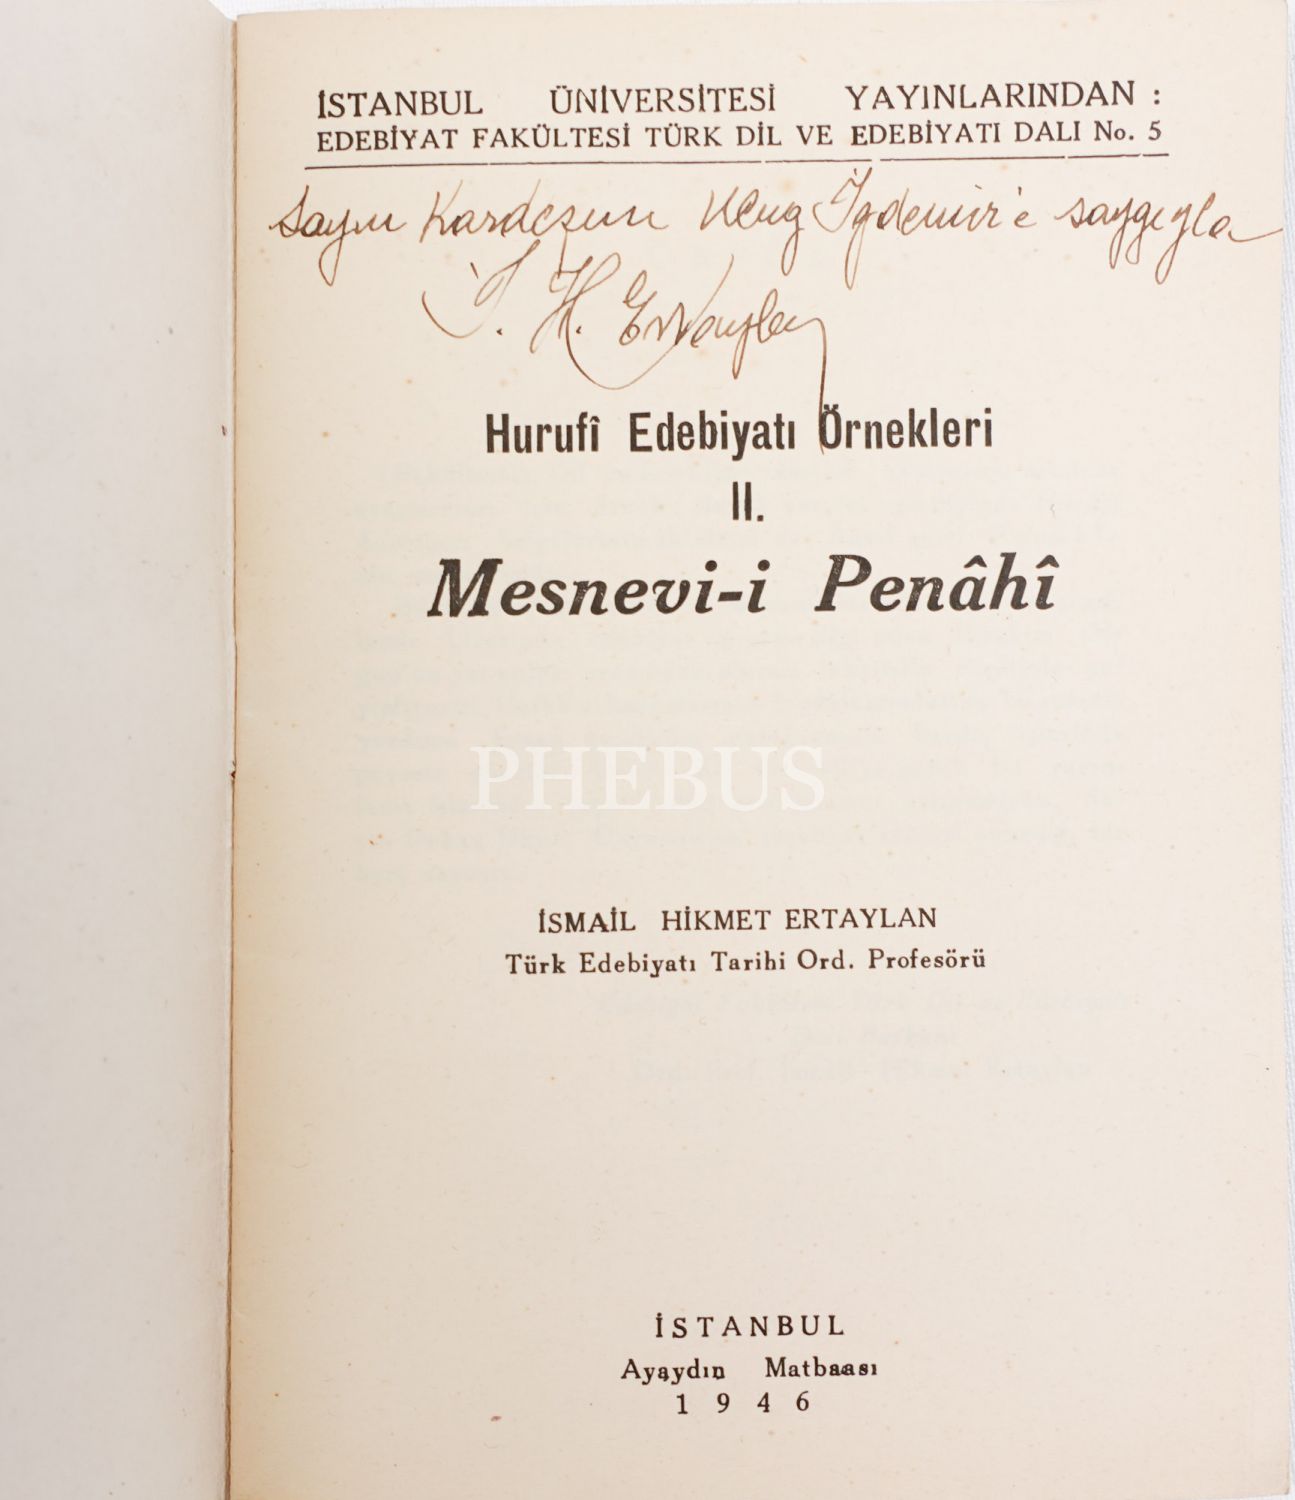 İSTANBUL ÜNİVERSİTESİ YAYINLARINDAN :
EDEBİYAT FAKÜLTESİ TÜRK DİL VE EDEBİYATI DALI No. 5
Sayın Kardeşim Uluğ İğdemir'e saygıyla
İ. H. Ertaylan
Hurufî Edebiyatı Örnekleri
II.
Mesnevi-i Penâhî
PHEBUS
İSMAİL HİKMET ERTAYLAN
Türk Edebiyatı Tarihi Ord. Profesörü
İSTANBUL
Ayaydın Matbaası
1946